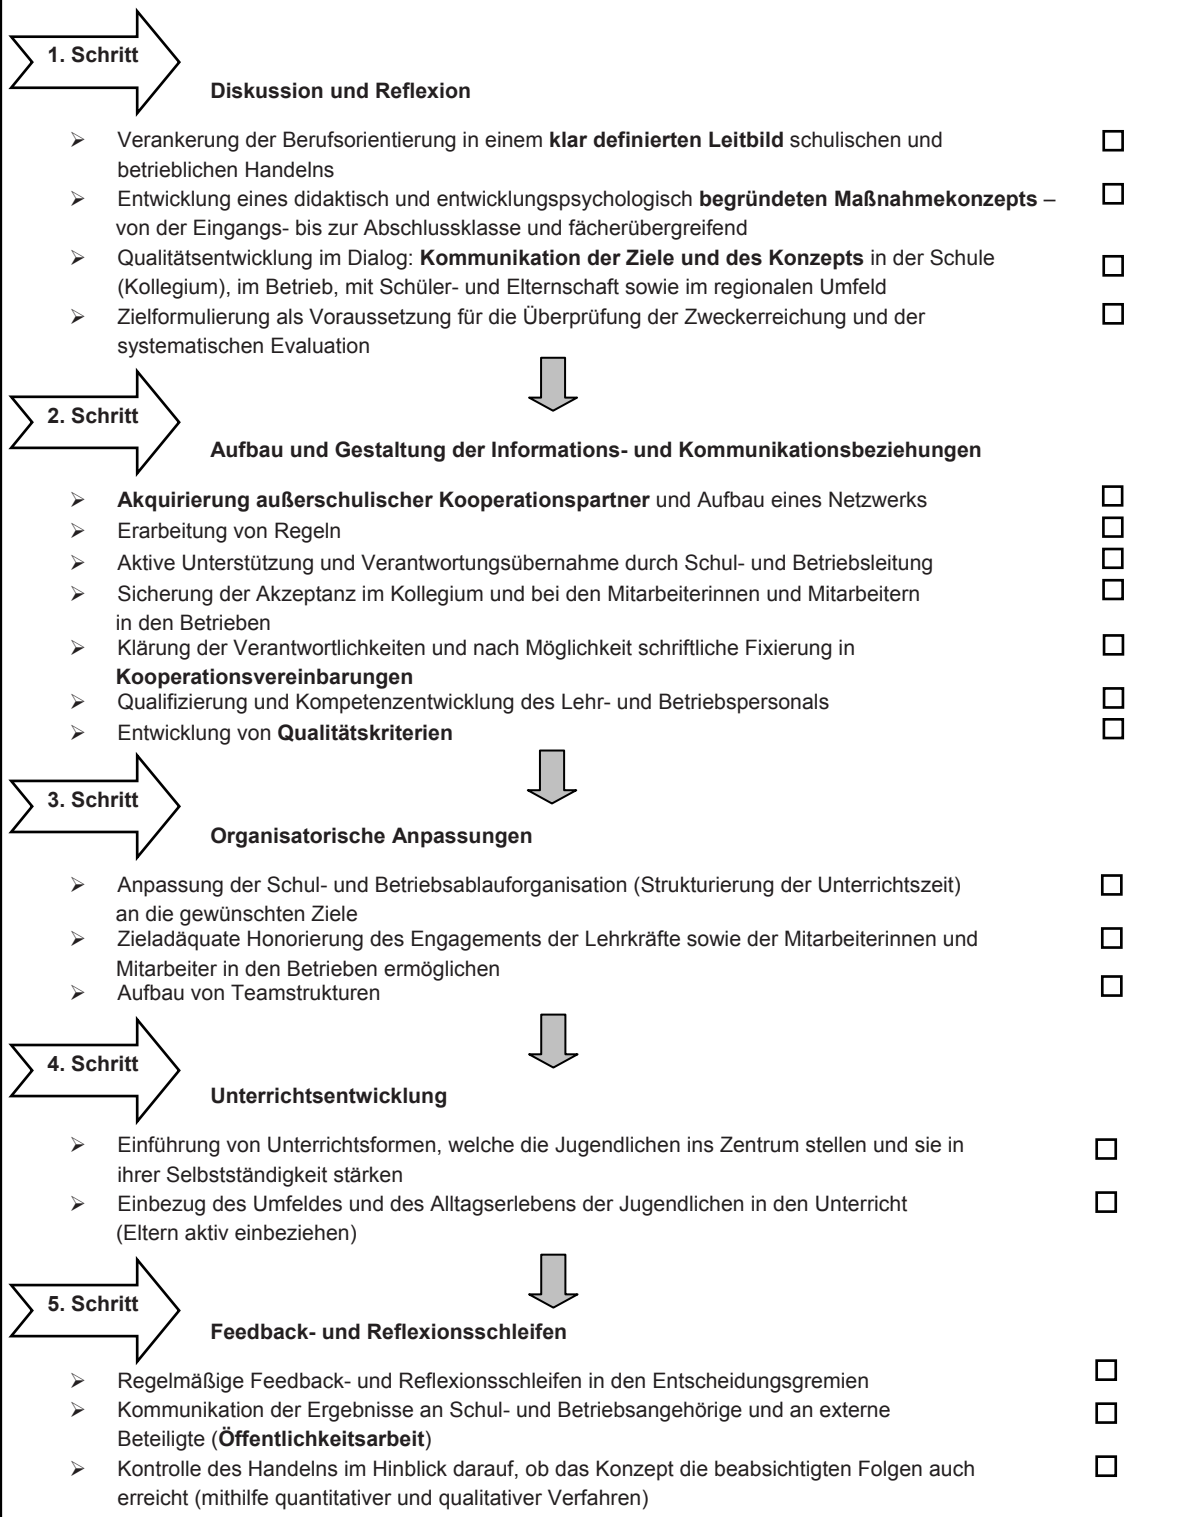 1. Schritt
Diskussion und Reflexion
➢ Verankerung der Berufsorientierung in einem klar definierten Leitbild schulischen und
betrieblichen Handelns
➢ Entwicklung eines didaktisch und entwicklungspsychologisch begründeten Maßnahmekonzepts –
von der Eingangs- bis zur Abschlussklasse und fächerübergreifend
➢ Qualitätsentwicklung im Dialog: Kommunikation der Ziele und des Konzepts in der Schule
(Kollegium), im Betrieb, mit Schüler- und Elternschaft sowie im regionalen Umfeld
➢ Zielformulierung als Voraussetzung für die Überprüfung der Zweckerreichung und der
systematischen Evaluation
2. Schritt
Aufbau und Gestaltung der Informations- und Kommunikationsbeziehungen
➢ Akquirierung außerschulischer Kooperationspartner und Aufbau eines Netzwerks
➢ Erarbeitung von Regeln
➢ Aktive Unterstützung und Verantwortungsübernahme durch Schul- und Betriebsleitung
➢ Sicherung der Akzeptanz im Kollegium und bei den Mitarbeiterinnen und Mitarbeitern
in den Betrieben
➢ Klärung der Verantwortlichkeiten und nach Möglichkeit schriftliche Fixierung in
Kooperationsvereinbarungen
➢ Qualifizierung und Kompetenzentwicklung des Lehr- und Betriebspersonals
➢ Entwicklung von Qualitätskriterien
3. Schritt
Organisatorische Anpassungen
➢ Anpassung der Schul- und Betriebsablauforganisation (Strukturierung der Unterrichtszeit)
an die gewünschten Ziele
➢ Zieladäquate Honorierung des Engagements der Lehrkräfte sowie der Mitarbeiterinnen und
Mitarbeiter in den Betrieben ermöglichen
➢ Aufbau von Teamstrukturen
4. Schritt
Unterrichtsentwicklung
➢ Einführung von Unterrichtsformen, welche die Jugendlichen ins Zentrum stellen und sie in
ihrer Selbstständigkeit stärken
➢ Einbezug des Umfeldes und des Alltagserlebens der Jugendlichen in den Unterricht
(Eltern aktiv einbeziehen)
5. Schritt
Feedback- und Reflexionsschleifen
➢ Regelmäßige Feedback- und Reflexionsschleifen in den Entscheidungsgremien
➢ Kommunikation der Ergebnisse an Schul- und Betriebsangehörige und an externe
Beteiligte (Öffentlichkeitsarbeit)
➢ Kontrolle des Handelns im Hinblick darauf, ob das Konzept die beabsichtigten Folgen auch
erreicht (mithilfe quantitativer und qualitativer Verfahren)